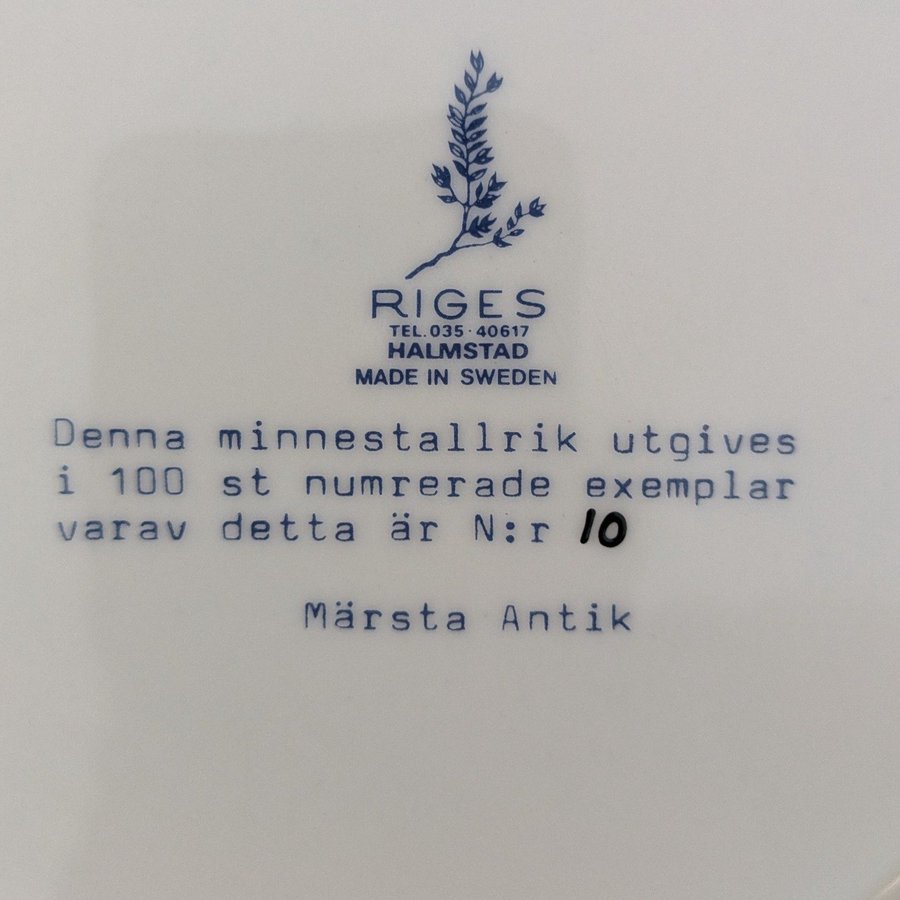 RIGES
TEL.035·40617
HALMSTAD
MADE IN SWEDEN
Denna minnestallrik utgives
i 100 st numrerade exemplar
varav detta är N:r 10
Märsta Antik